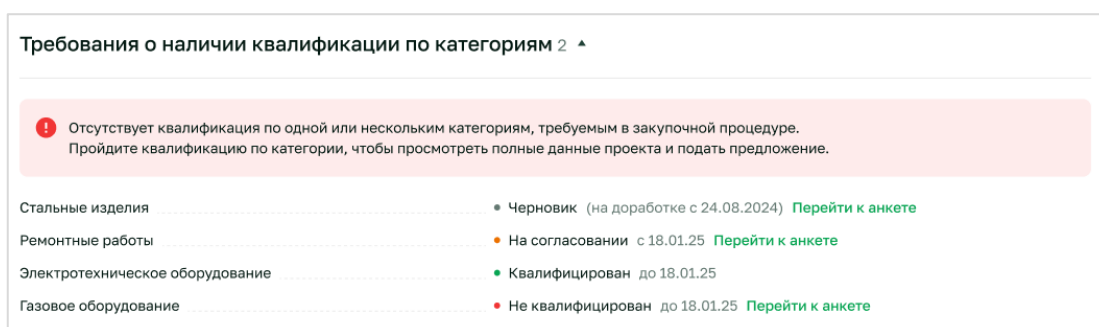 Требования о наличии квалификации по категориям 2
Отсутствует квалификация по одной или нескольким категориям, требуемым в закупочной процедуре.
Пройдите квалификацию по категории, чтобы просмотреть полные данные проекта и подать предложение.
Стальные изделия • Черновик (на доработке с 24.08.2024) Перейти к анкете
Ремонтные работы • На согласовании с 18.01.25 Перейти к анкете
Электротехническое оборудование • Квалифицирован до 18.01.25
Газовое оборудование • Не квалифицирован до 18.01.25 Перейти к анкете